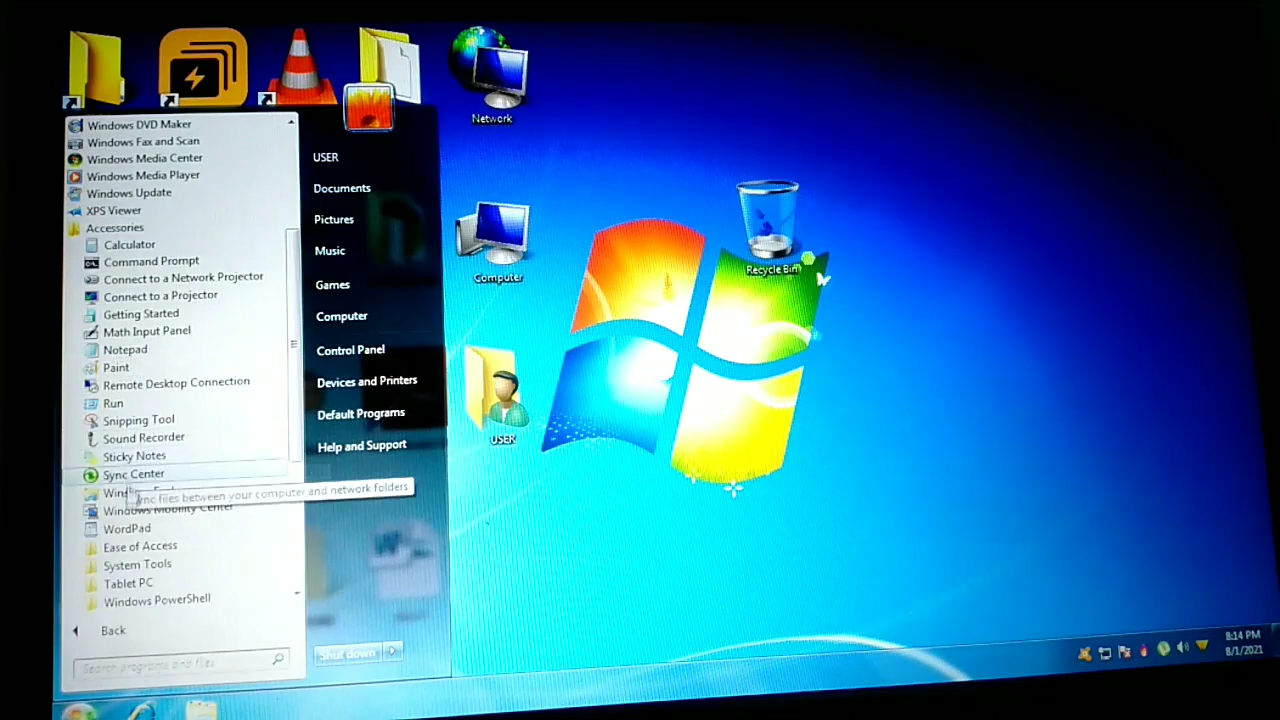 Network
Windows DVD Maker
Windows Fax and Scan
Windows Media Center
Windows Media Player
Windows Update
XPS Viewer
Accessories
Calculator
Command Prompt
Connect to a Network Projector
Connect to a Projector
Getting Started
Math Input Panel
Notepad
Paint
Remote Desktop Connection
Run
Snipping Tool
Sound Recorder
Sticky Notes
Sync Center
files between your computer and network folders
Windows Mobility Center
WordPad
Ease of Access
System Tools
Tablet PC
Windows PowerShell
Back
Search programs and files
USER
Documents
Pictures
Music
Games
Computer
Control Panel
Devices and Printers
Default Programs
Help and Support
Shut down
Computer
USER
Recycle Bin
8:14 PM
8/1/2021